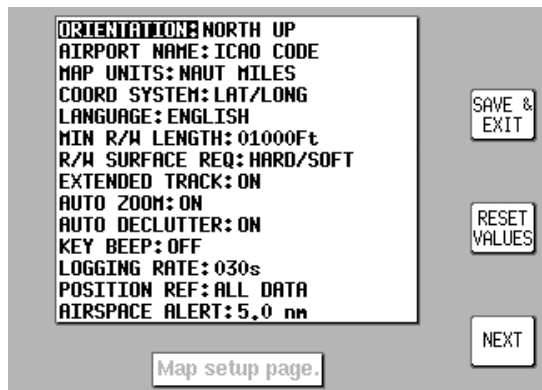 ORIENTATION: NORTH UP
AIRPORT NAME: ICAO CODE
MAP UNITS: NAUT MILES
COORD SYSTEM: LAT/LONG
LANGUAGE: ENGLISH
MIN R/W LENGTH: 01000Ft
R/W SURFACE REQ: HARD/SOFT
EXTENDED TRACK: ON
AUTO ZOOM: ON
AUTO DECLUTTER: ON
KEY BEEP: OFF
LOGGING RATE: 030s
POSITION REF: ALL DATA
AIRSPACE ALERT: 5.0 nm
SAVE &
EXIT
RESET
VALUES
NEXT
Map setup page.